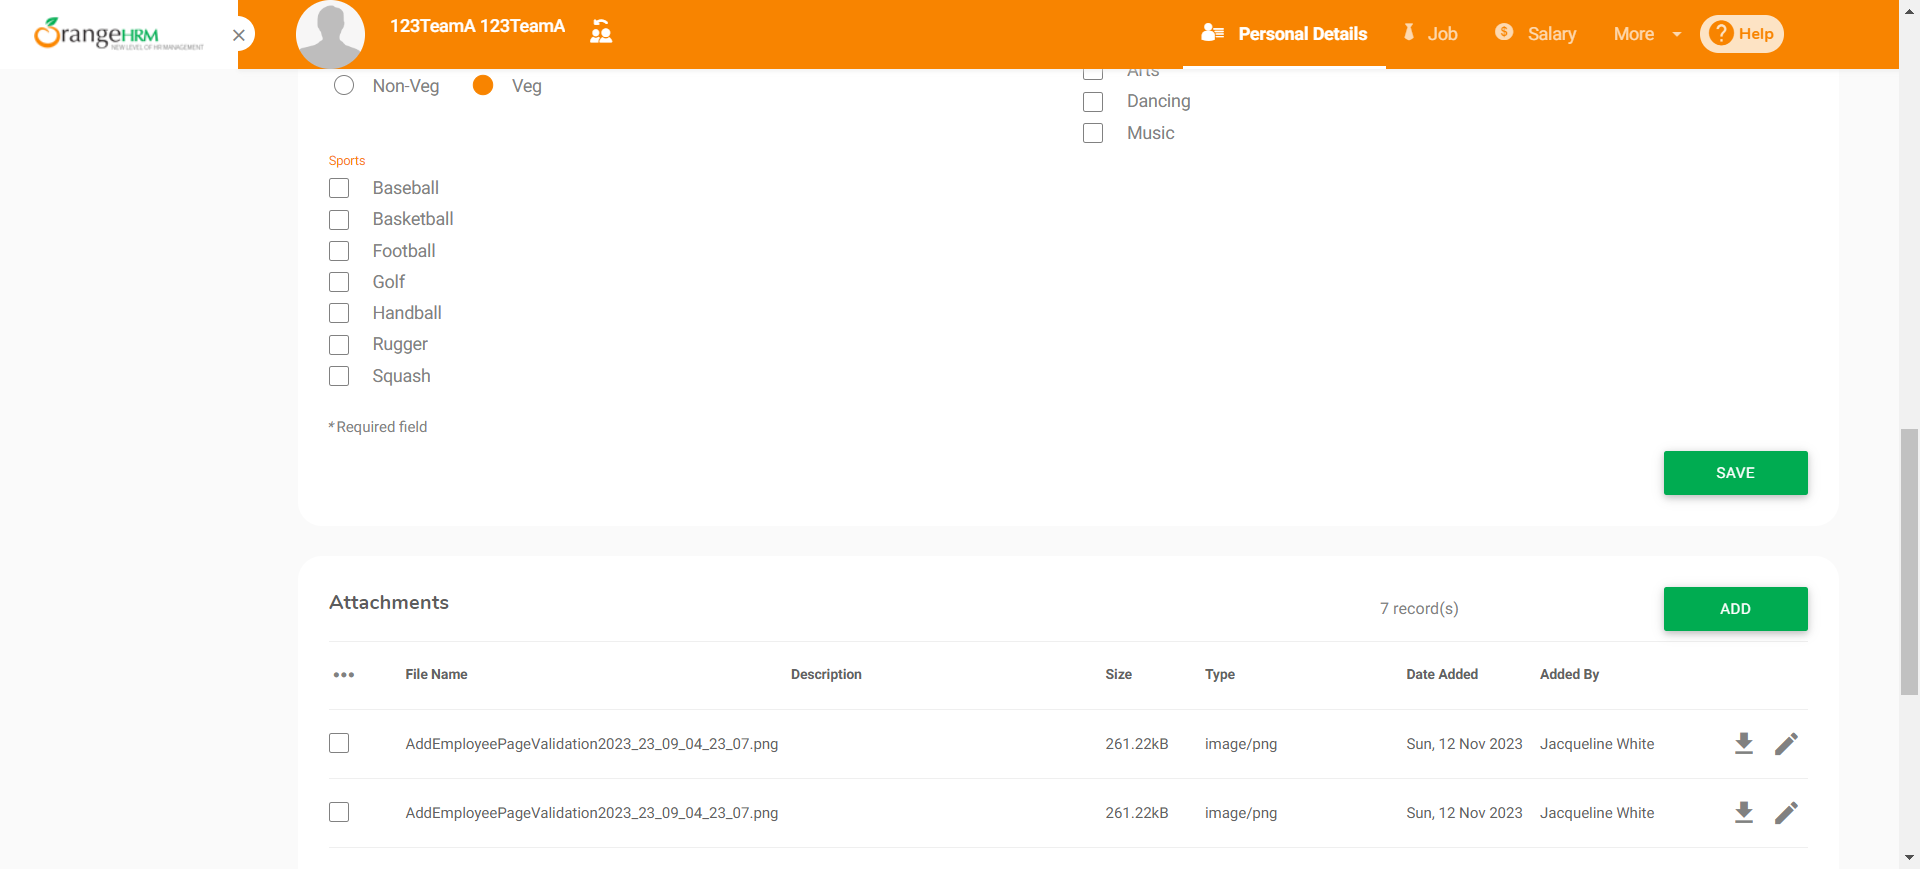 OrangeHRM
NEW LEVEL OF HR MANAGEMENT
123TeamA 123TeamA
Personal Details
Job
Salary
More
? Help
Non-Veg
Veg
Arts
Dancing
Music
Sports
Baseball
Basketball
Football
Golf
Handball
Rugger
Squash
* Required field
SAVE
Attachments
7 record(s)
ADD
File Name Description Size Type Date Added Added By
AddEmployeePageValidation2023_23_09_04_23_07.png 261.22kB image/png Sun, 12 Nov 2023 Jacqueline White
AddEmployeePageValidation2023_23_09_04_23_07.png 261.22kB image/png Sun, 12 Nov 2023 Jacqueline White